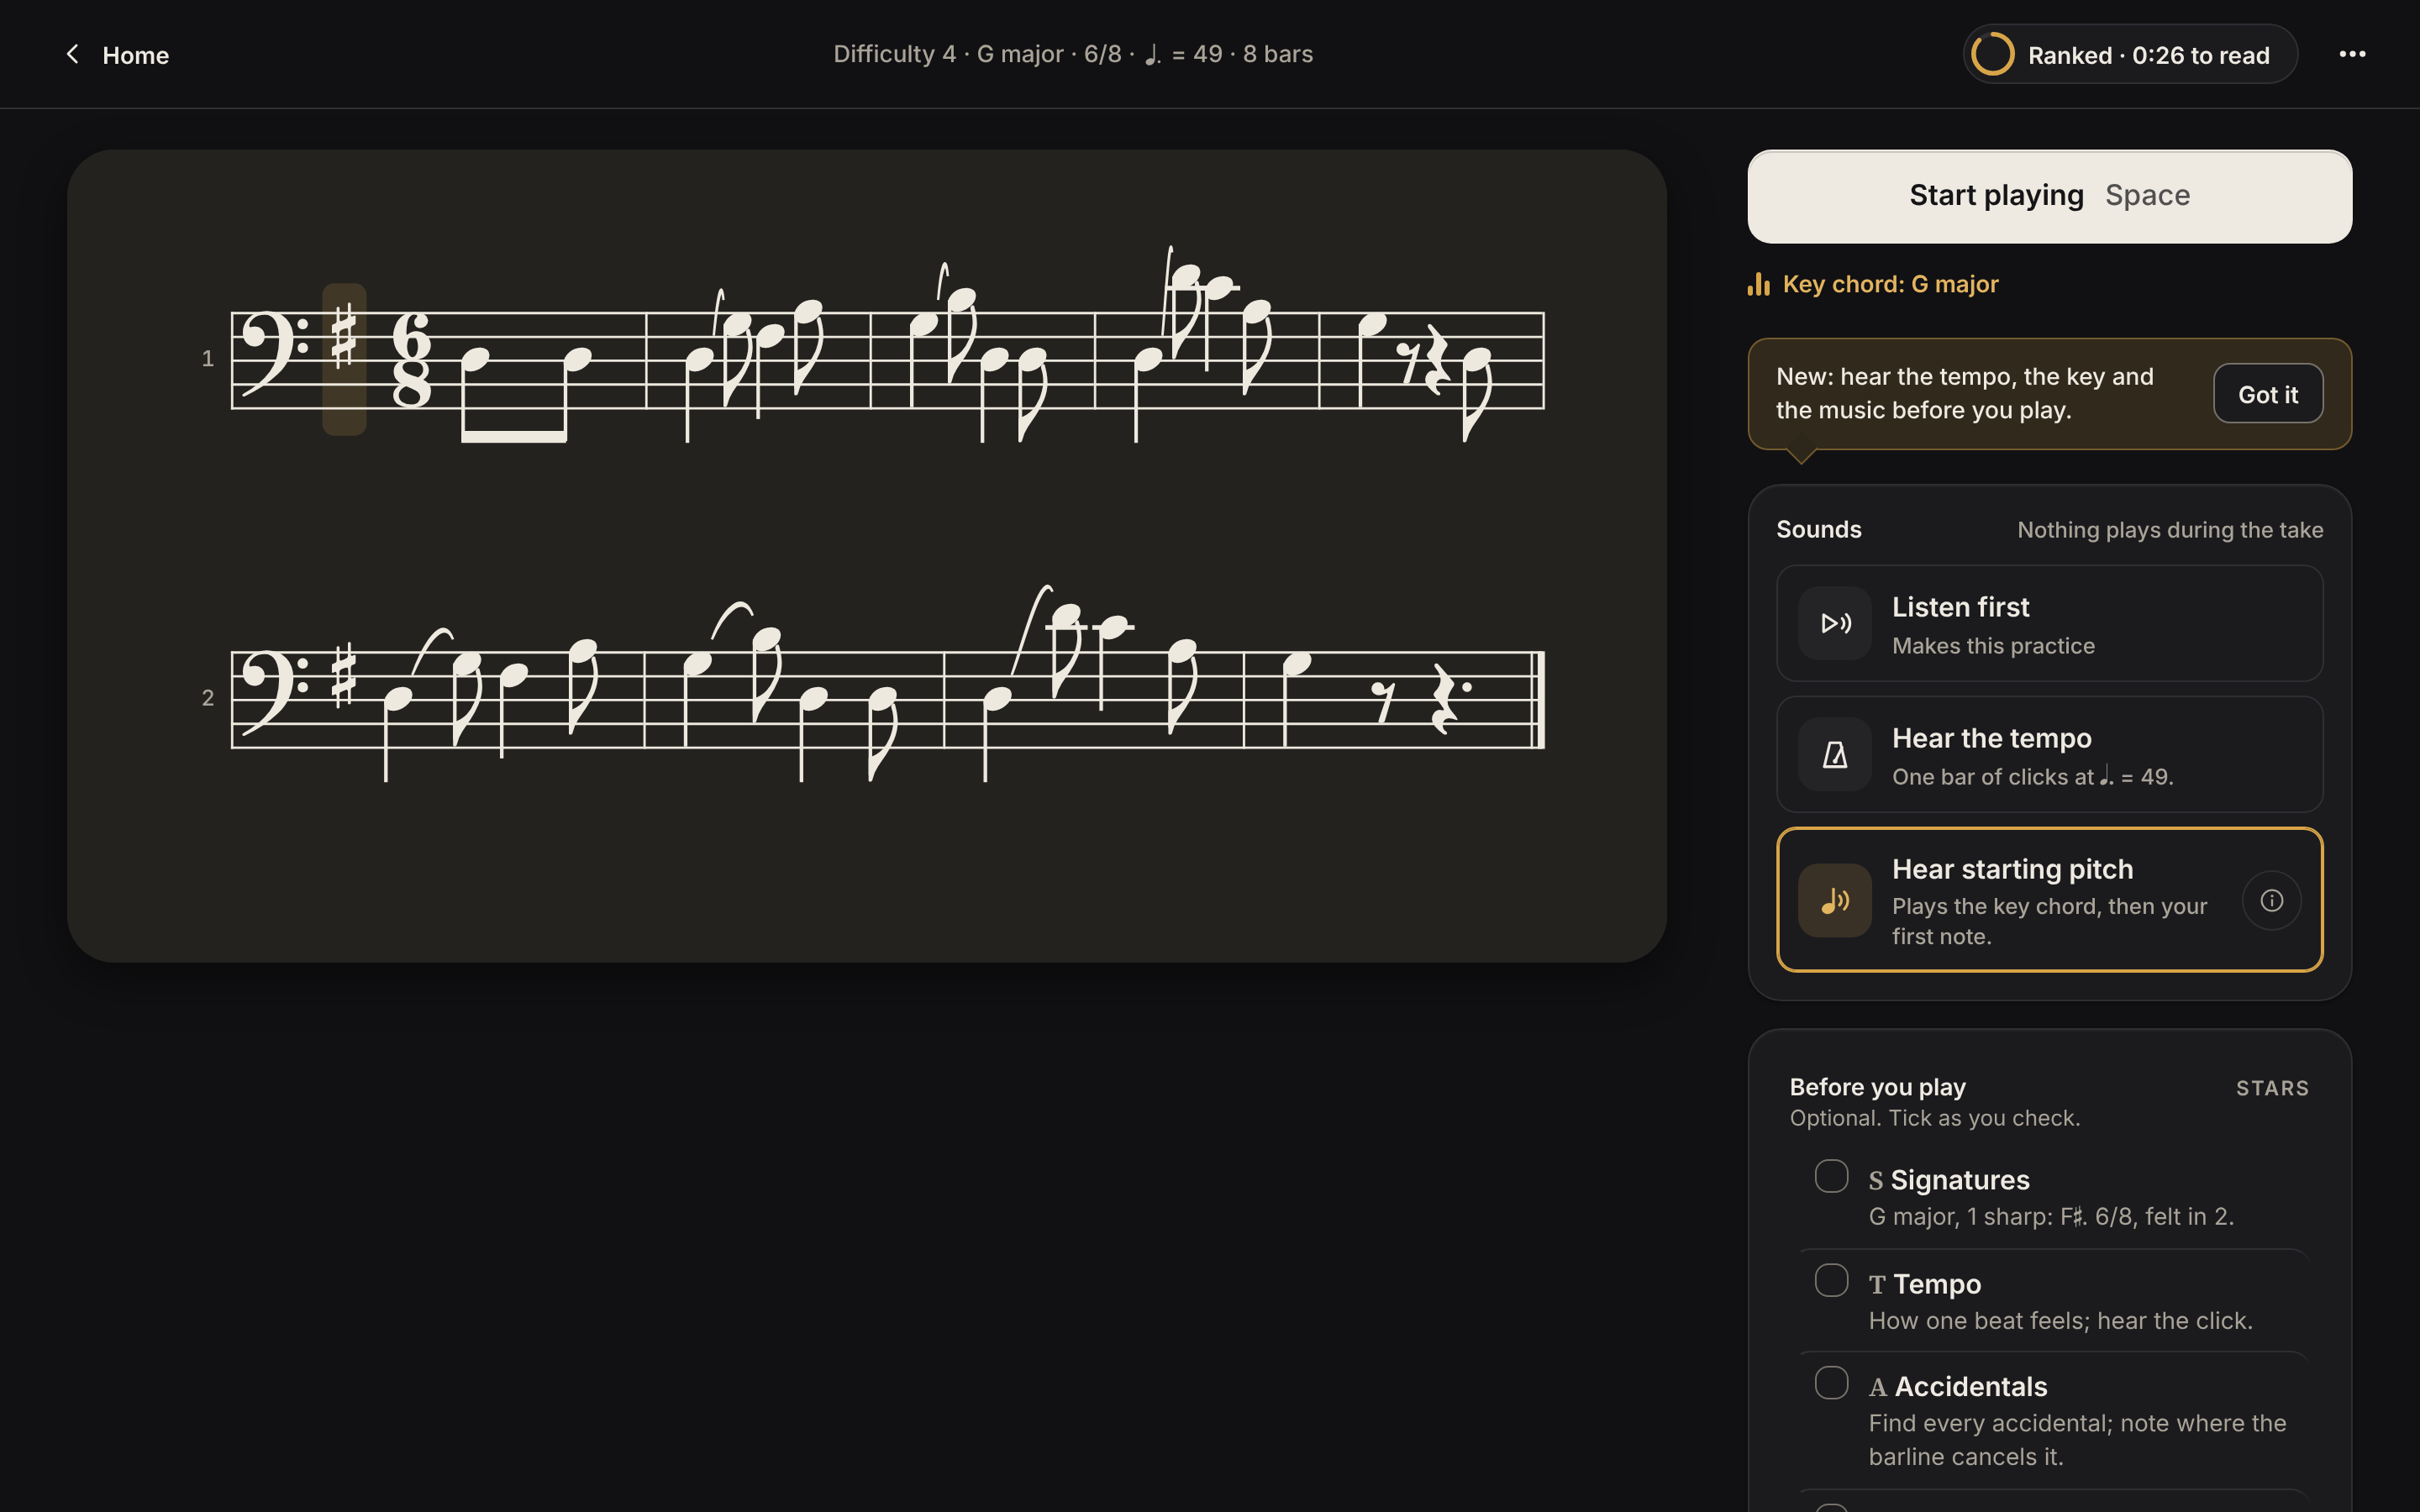 Home
Difficulty 4 · G major · 6/8 · ♩. = 49 · 8 bars
Ranked · 0:26 to read
Start playing Space
Key chord: G major
New: hear the tempo, the key and
the music before you play.
Got it
Sounds
Nothing plays during the take
Listen first
Makes this practice
Hear the tempo
One bar of clicks at ♩. = 49.
Hear starting pitch
Plays the key chord, then your
first note.
Before you play
STARS
Optional. Tick as you check.
S Signatures
G major, 1 sharp: F♯. 6/8, felt in 2.
T Tempo
How one beat feels; hear the click.
A Accidentals
Find every accidental; note where the
barline cancels it.
1
6
8
2